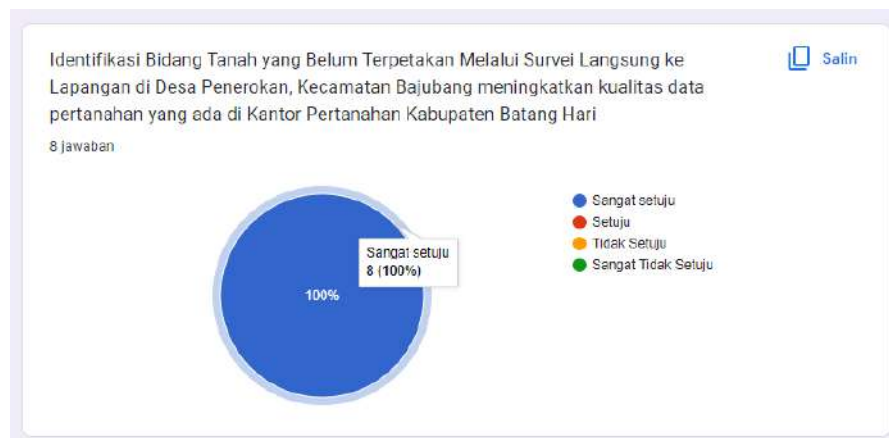 Identifikasi Bidang Tanah yang Belum Terpetakan Melalui Survei Langsung ke
Lapangan di Desa Penerokan, Kecamatan Bajubang meningkatkan kualitas data
pertanahan yang ada di Kantor Pertanahan Kabupaten Batang Hari
Salin
8 jawaban
Sangat setuju
8 (100%)
100%
Sangat setuju
Setuju
Tidak Setuju
Sangat Tidak Setuju